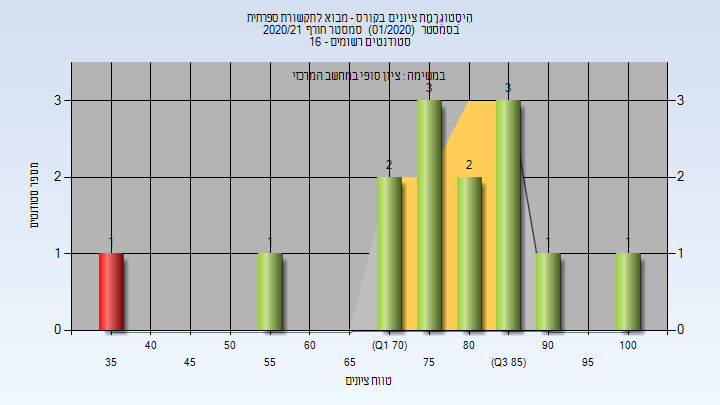 היסטוגרמת ציונים בקורס - מבוא לתקשורת ספרתית
בסמסטר (01/2020) סמסטר חורף 2020/21
סטודנטים רשומים - 16
במשימה : ציון סופי במחשב המרכזי
מספר סטודנטים
3 3
2 2
1 1
0 0
1 1 2 3 2 3 1 1
40 50 60 (Q1 70) 80 90 100
35 45 55 65 75 (Q3 85) 95
טווח ציונים